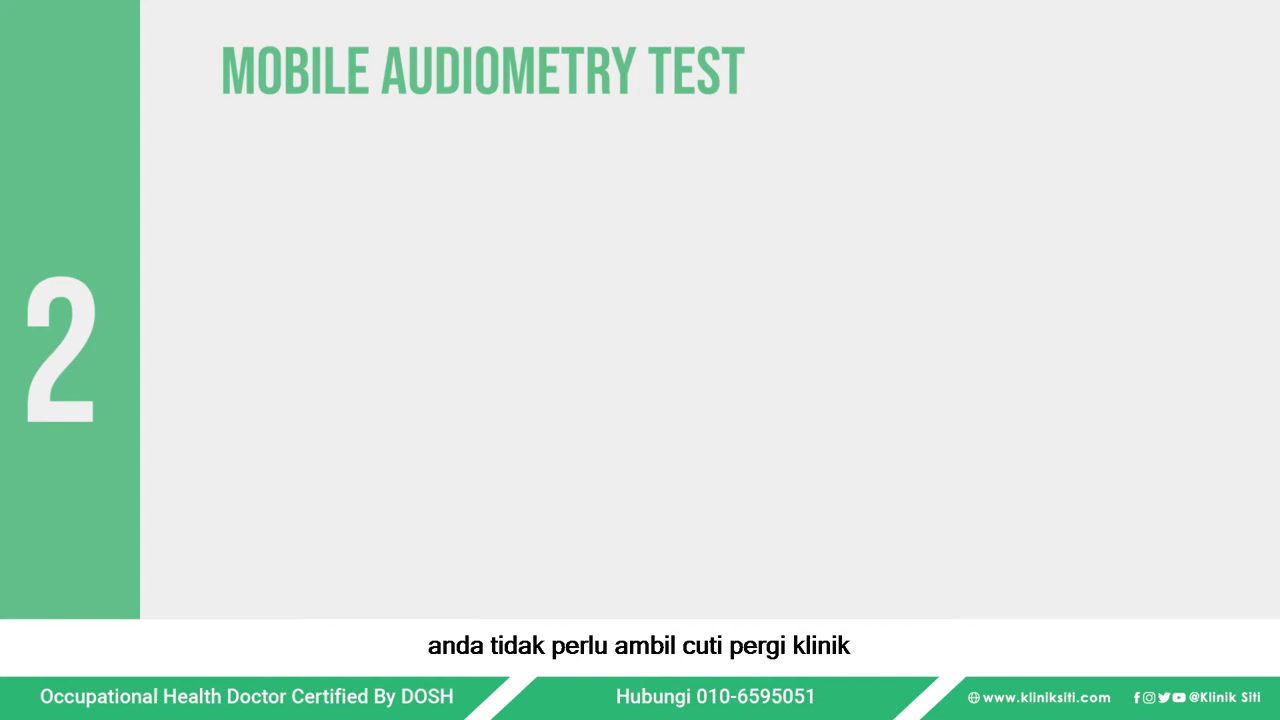 MOBILE AUDIOMETRY TEST
2
anda tidak perlu ambil cuti pergi klinik
Occupational Health Doctor Certified By DOSH
Hubungi 010-6595051
www.kliniksiti.com
@Klinik Siti